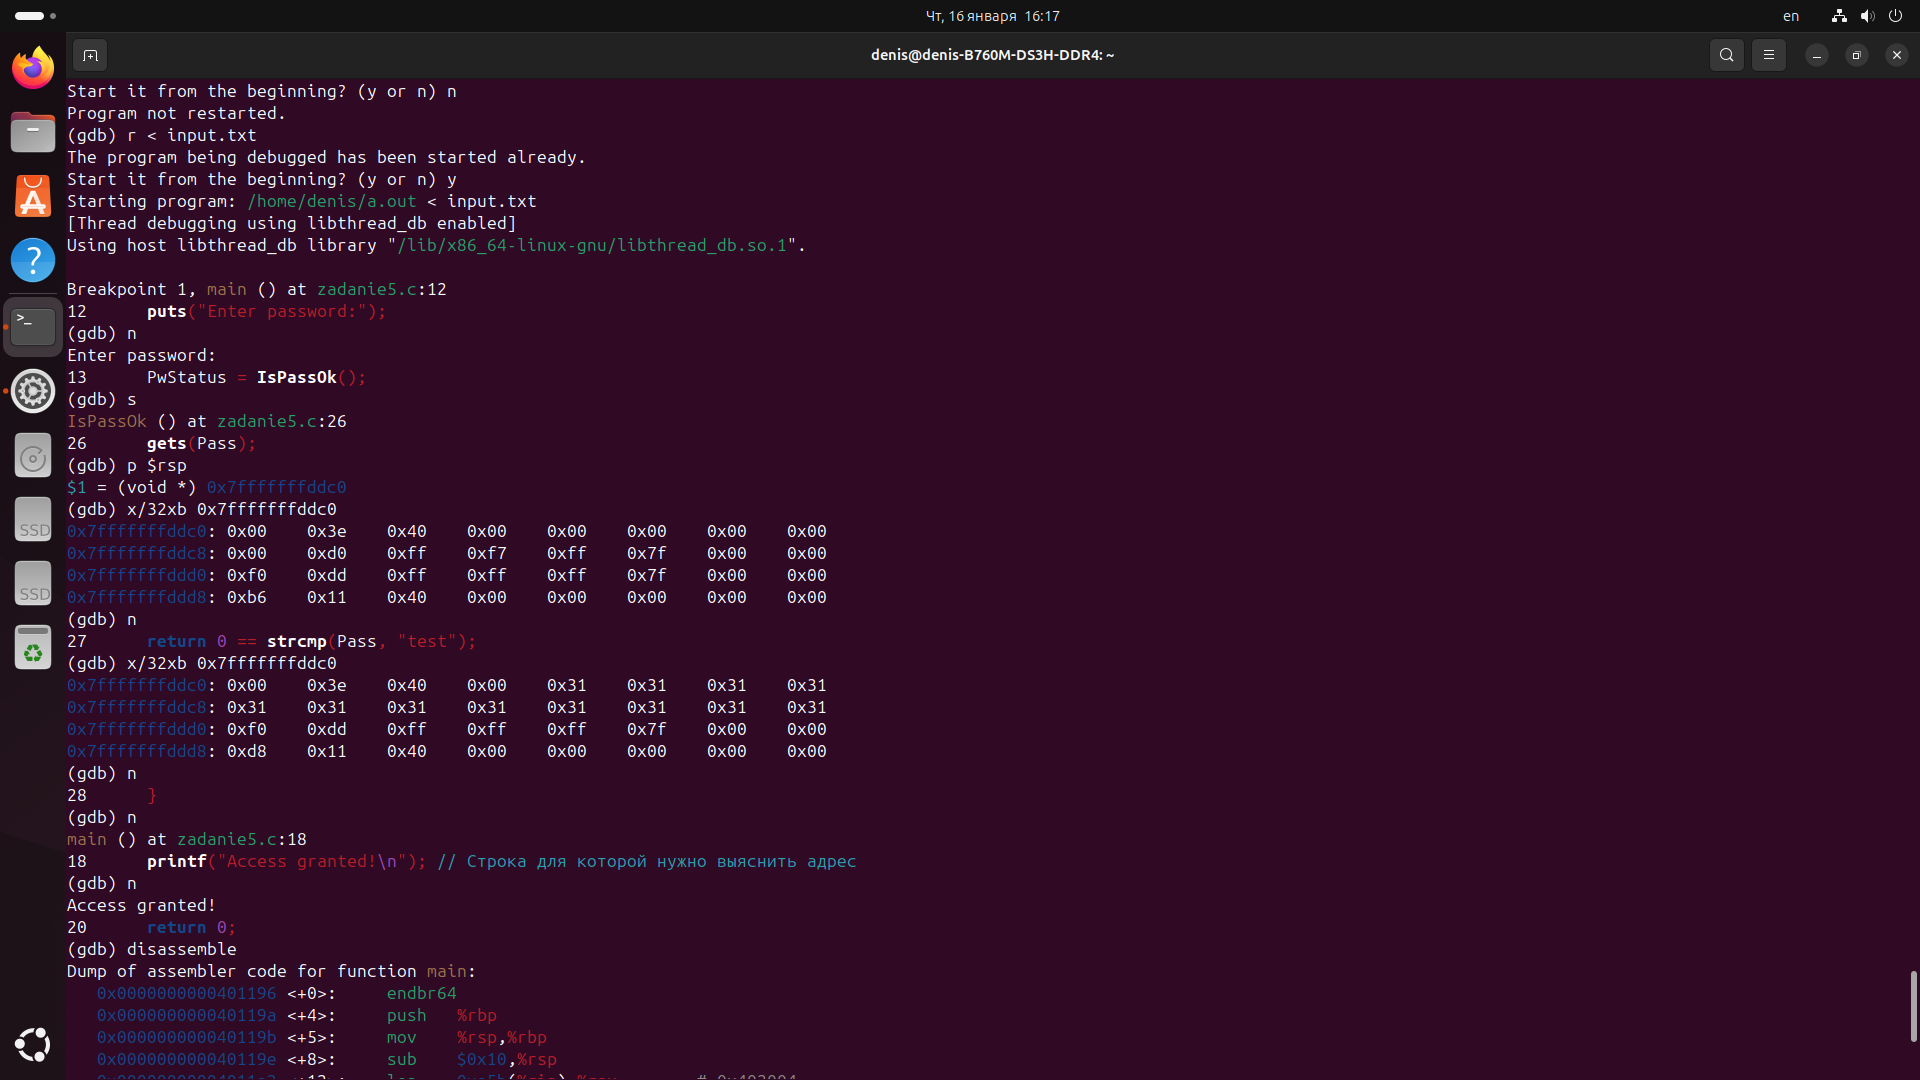 Чт, 16 января 16:17
en
denis@denis-B760M-DS3H-DDR4: ~
Start it from the beginning? (y or n) n
Program not restarted.
(gdb) r < input.txt
The program being debugged has been started already.
Start it from the beginning? (y or n) y
Starting program: /home/denis/a.out < input.txt
[Thread debugging using libthread_db enabled]
Using host libthread_db library "/lib/x86_64-linux-gnu/libthread_db.so.1".
Breakpoint 1, main () at zadanie5.c:12
12 puts("Enter password:");
(gdb) n
Enter password:
13 PwStatus = IsPassOk();
(gdb) s
IsPassOk () at zadanie5.c:26
26 gets(Pass);
(gdb) p $rsp
$1 = (void *) 0x7fffffffddc0
(gdb) x/32xb 0x7fffffffddc0
0x7fffffffddc0: 0x00 0x3e 0x40 0x00 0x00 0x00 0x00 0x00
0x7fffffffddc8: 0x00 0xd0 0xff 0xf7 0xff 0x7f 0x00 0x00
0x7fffffffddd0: 0xf0 0xdd 0xff 0xff 0xff 0x7f 0x00 0x00
0x7fffffffddd8: 0xb6 0x11 0x40 0x00 0x00 0x00 0x00 0x00
(gdb) n
27 return 0 == strcmp(Pass, "test");
(gdb) x/32xb 0x7fffffffddc0
0x7fffffffddc0: 0x00 0x3e 0x40 0x00 0x31 0x31 0x31 0x31
0x7fffffffddc8: 0x31 0x31 0x31 0x31 0x31 0x31 0x31 0x31
0x7fffffffddd0: 0xf0 0xdd 0xff 0xff 0xff 0x7f 0x00 0x00
0x7fffffffddd8: 0xd8 0x11 0x40 0x00 0x00 0x00 0x00 0x00
(gdb) n
28 }
(gdb) n
main () at zadanie5.c:18
18 printf("Access granted!\n"); // Строка для которой нужно выяснить адрес
(gdb) n
Access granted!
20 return 0;
(gdb) disassemble
Dump of assembler code for function main:
0x0000000000401196 <+0>: endbr64
0x000000000040119a <+4>: push %rbp
0x000000000040119b <+5>: mov %rsp,%rbp
0x000000000040119e <+8>: sub $0x10,%rsp
SSD
SSD